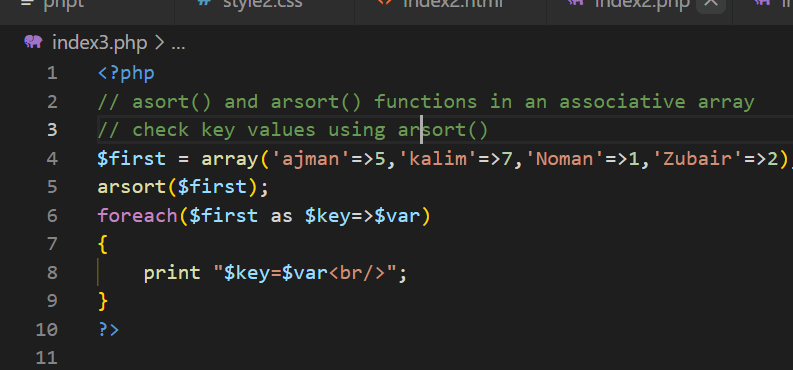 phpt style2.css index2.html index2.php
index3.php > ...
1 <?php
2 // asort() and arsort() functions in an associative array
3 // check key values using arsort()
4 $first = array('ajman'=>5,'kalim'=>7,'Noman'=>1,'Zubair'=>2);
5 arsort($first);
6 foreach($first as $key=>$var)
7 {
8 print "$key=$var<br/>";
9 }
10 ?>
11